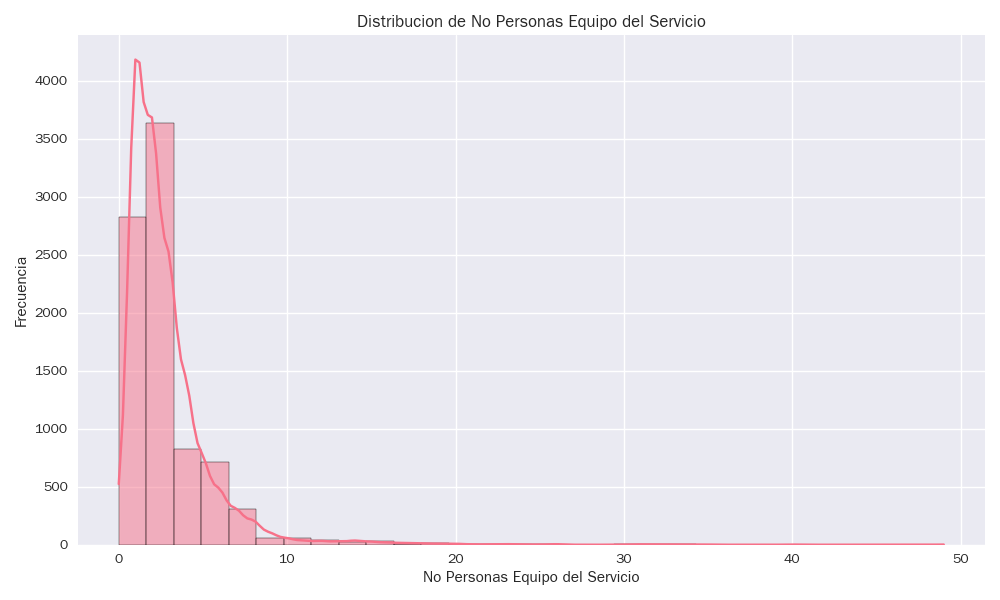 Distribucion de No Personas Equipo del Servicio
Frecuencia
4000
3500
3000
2500
2000
1500
1000
500
0
0 10 20 30 40 50
No Personas Equipo del Servicio